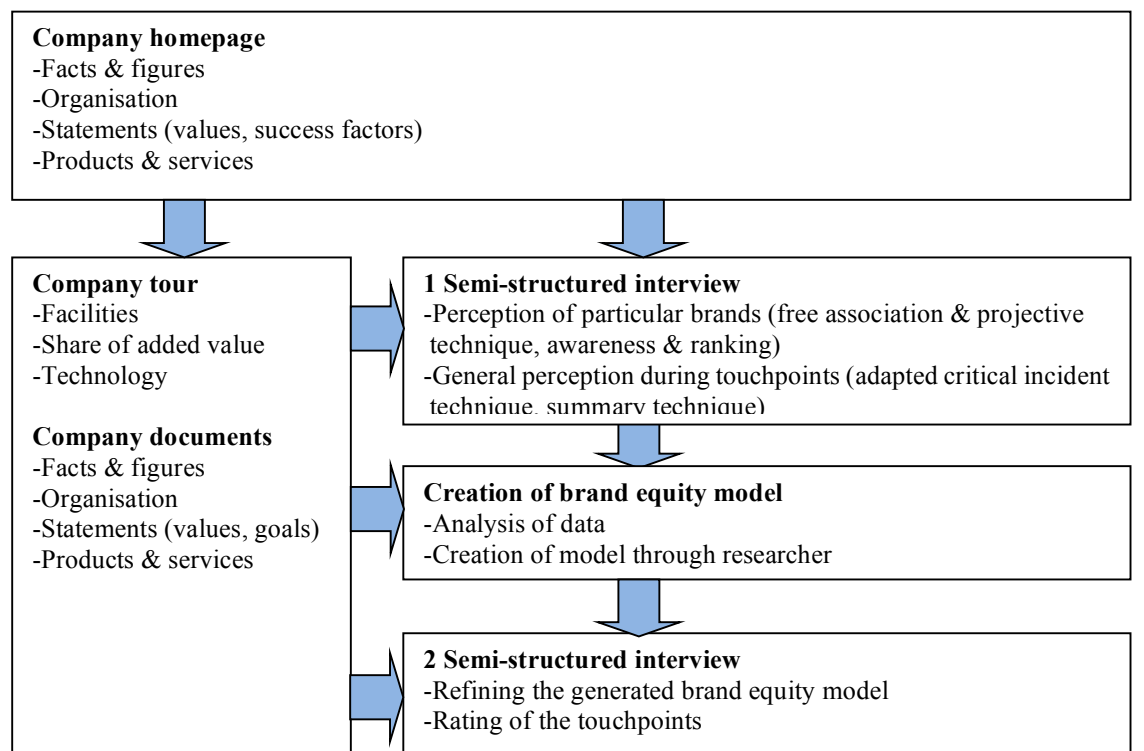 Company homepage
-Facts & figures
-Organisation
-Statements (values, success factors)
-Products & services
Company tour
-Facilities
-Share of added value
-Technology
Company documents
-Facts & figures
-Organisation
-Statements (values, goals)
-Products & services
1 Semi-structured interview
-Perception of particular brands (free association & projective
technique, awareness & ranking)
-General perception during touchpoints (adapted critical incident
technique, summary technique)
Creation of brand equity model
-Analysis of data
-Creation of model through researcher
2 Semi-structured interview
-Refining the generated brand equity model
-Rating of the touchpoints